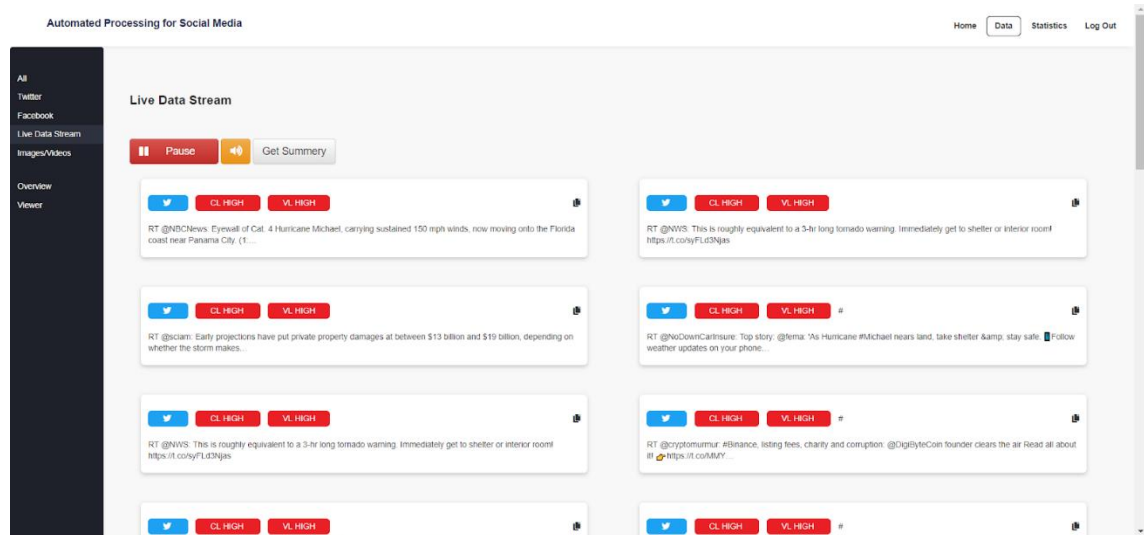 Automated Processing for Social Media
Home Data Statistics Log Out
All
Twitter
Facebook
Live Data Stream
Images/Videos
Overview
Viewer
Live Data Stream
Pause Get Summery
CL HIGH VL HIGH
RT @NBCNews: Eyewall of Cat. 4 Hurricane Michael, carrying sustained 150 mph winds, now moving onto the Florida
coast near Panama City. (1:…
CL HIGH VL HIGH
RT @NWS: This is roughly equivalent to a 3-hr long tornado warning. Immediately get to shelter or interior room!
https://t.co/syFLd3Njas
CL HIGH VL HIGH
RT @sciam: Early projections have put private property damages at between $13 billion and $19 billion, depending on
whether the storm makes…
CL HIGH VL HIGH #
RT @NoDownCarInsure: Top story: @fema: 'As Hurricane #Michael nears land, take shelter &amp; stay safe. 📱Follow
weather updates on your phone…
CL HIGH VL HIGH
RT @NWS: This is roughly equivalent to a 3-hr long tornado warning. Immediately get to shelter or interior room!
https://t.co/syFLd3Njas
CL HIGH VL HIGH #
RT @cryptomurmur: #Binance, listing fees, charity and corruption: @DigiByteCoin founder clears the air Read all about
it! 👉https://t.co/MMY…
CL HIGH VL HIGH
CL HIGH VL HIGH #